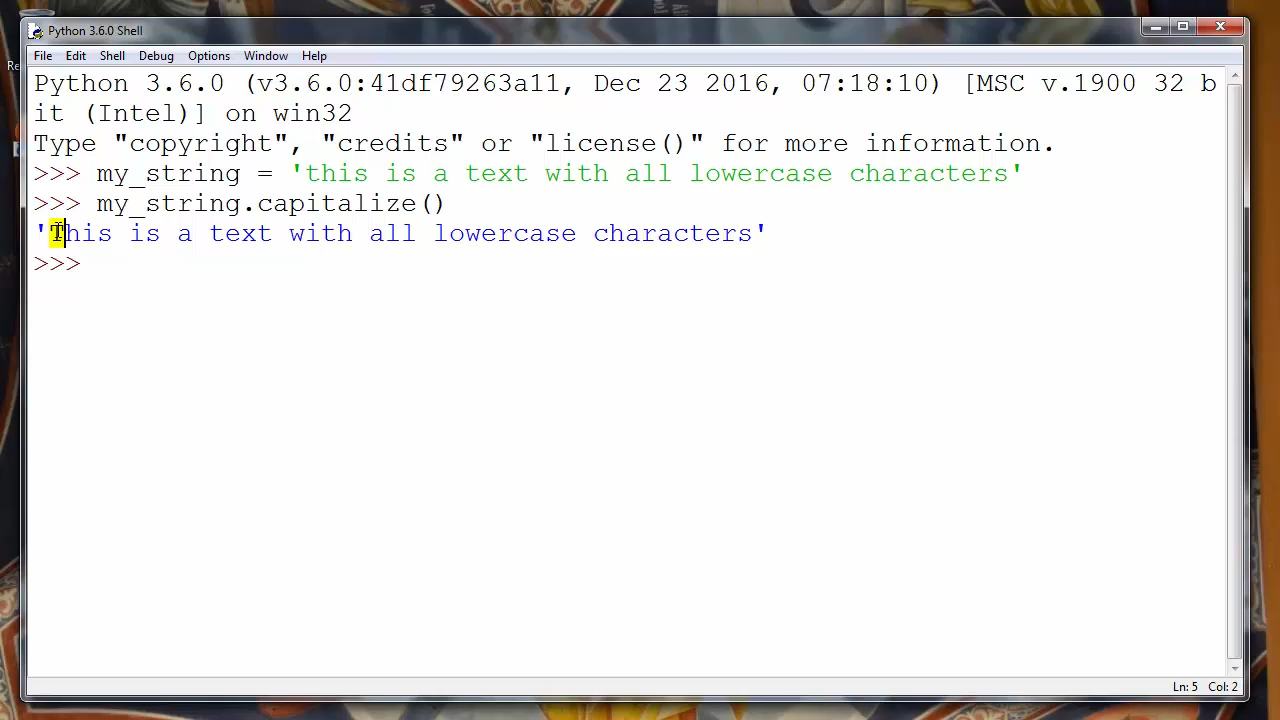 Python 3.6.0 Shell
File Edit Shell Debug Options Window Help
Python 3.6.0 (v3.6.0:41df79263a11, Dec 23 2016, 07:18:10) [MSC v.1900 32 b
it (Intel)] on win32
Type "copyright", "credits" or "license()" for more information.
>>> my_string = 'this is a text with all lowercase characters'
>>> my_string.capitalize()
'This is a text with all lowercase characters'
>>>
Ln: 5 Col: 2